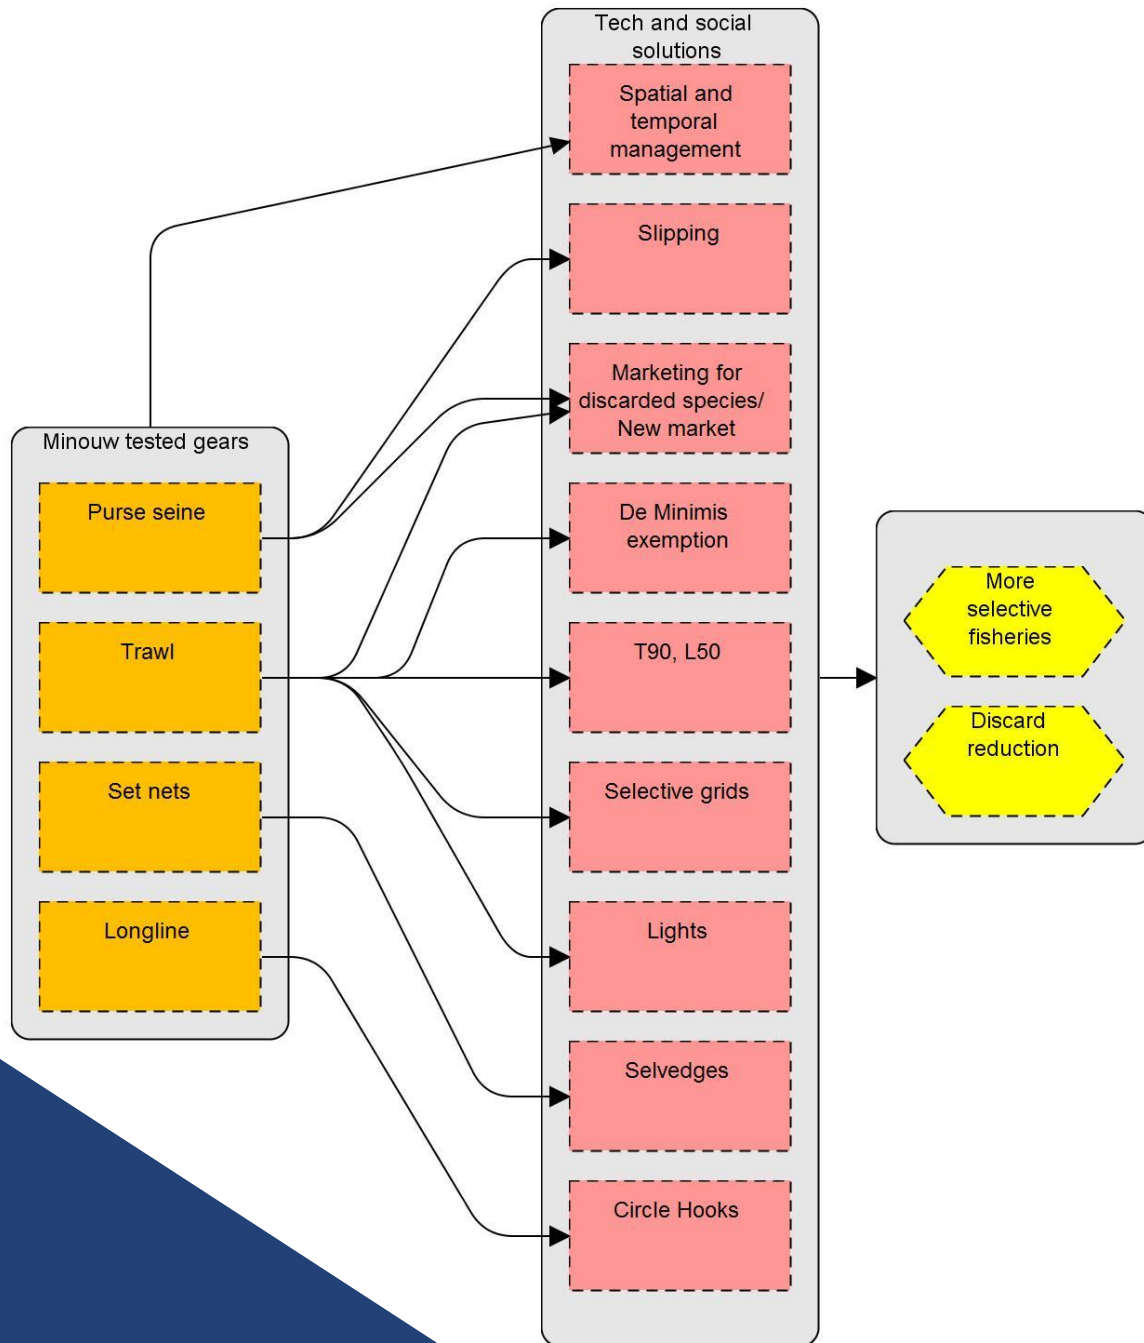 Minouw tested gears
Purse seine
Trawl
Set nets
Longline
Tech and social
solutions
Spatial and
temporal
management
Slipping
Marketing for
discarded species/
New market
De Minimis
exemption
T90, L50
Selective grids
Lights
Selvedges
Circle Hooks
More
selective
fisheries
Discard
reduction